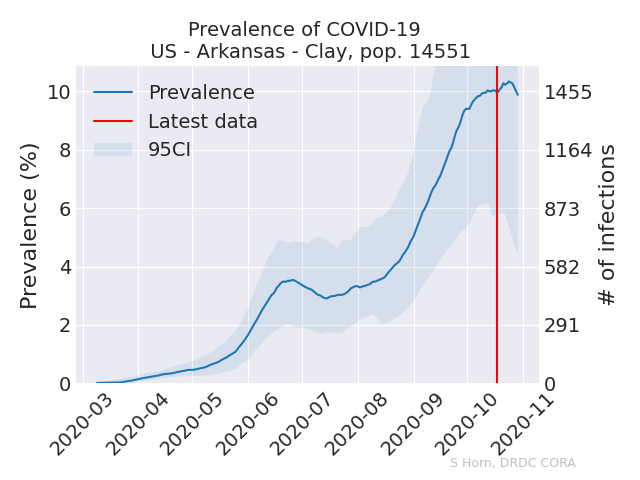 Prevalence of COVID-19
US - Arkansas - Clay, pop. 14551
Prevalence
Latest data
95CI
Prevalence (%)
10
8
6
4
2
0
1455
1164
873
582
291
0
# of infections
2020-03
2020-04
2020-05
2020-06
2020-07
2020-08
2020-09
2020-10
2020-11
S Horn, DRDC CORA